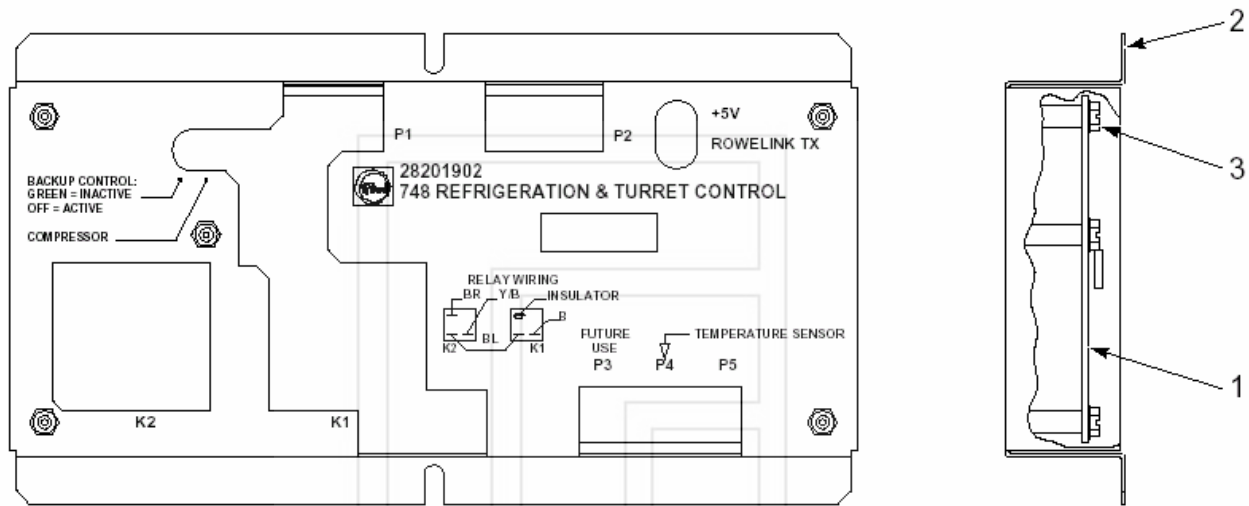 2
P1
P2
+5V
ROWELINK TX
3
28201902
748 REFRIGERATION & TURRET CONTROL
BACKUP CONTROL:
GREEN = INACTIVE
OFF = ACTIVE
COMPRESSOR
RELAY WIRING
BR
Y/B
INSULATOR
B
K2
BL
K1
FUTURE
USE
P3
TEMPERATURE SENSOR
P4
P5
1
K2
K1